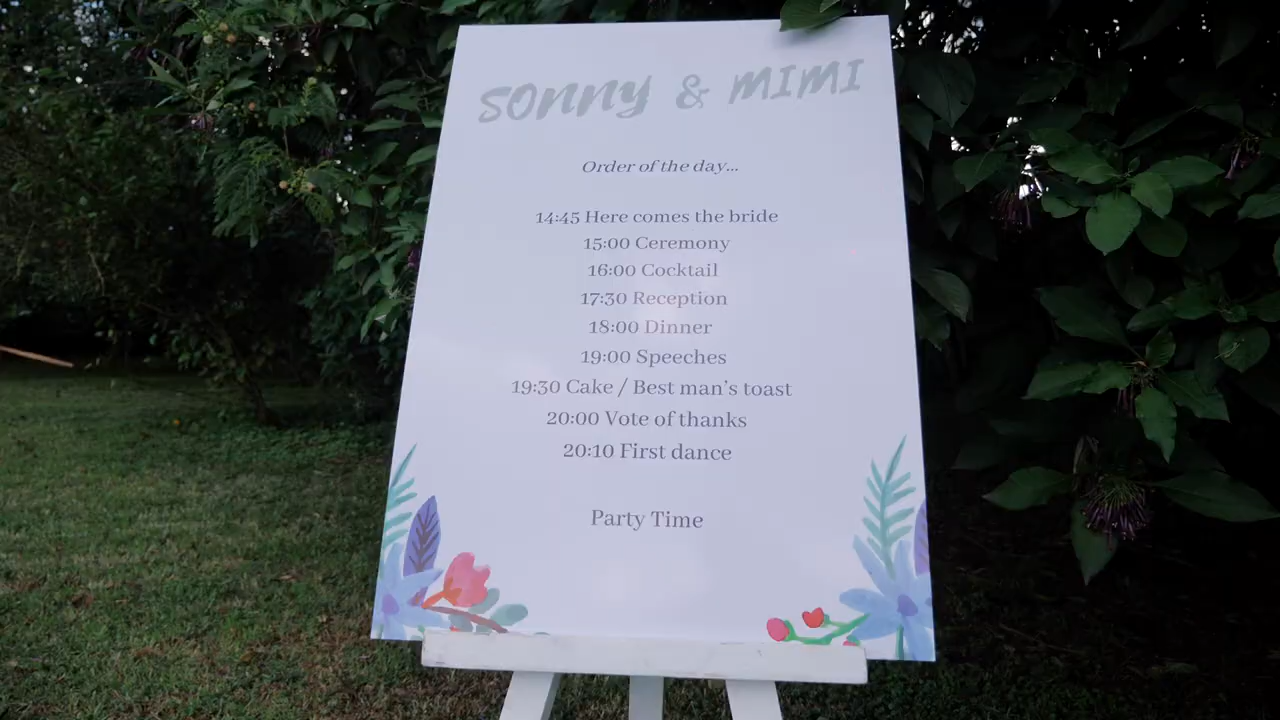 SONNY & MIMI
Order of the day...
14:45 Here comes the bride
15:00 Ceremony
16:00 Cocktail
17:30 Reception
18:00 Dinner
19:00 Speeches
19:30 Cake / Best man's toast
20:00 Vote of thanks
20:10 First dance
Party Time